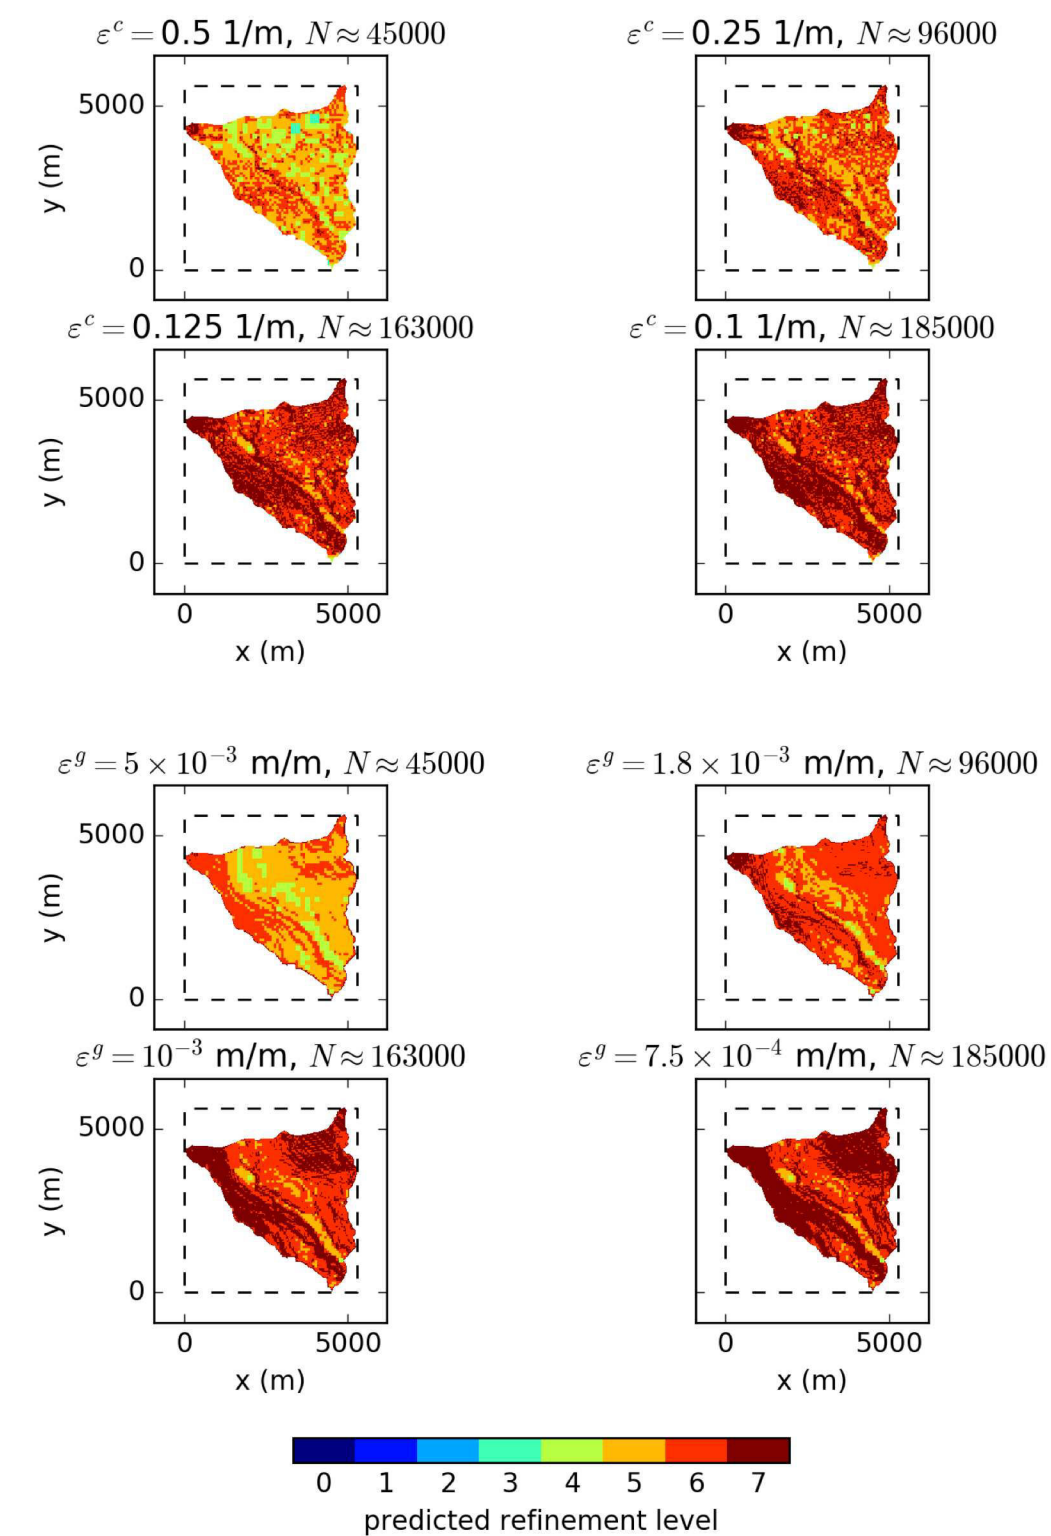 εᶜ = 0.5 1/m, N ≈ 45000
εᶜ = 0.25 1/m, N ≈ 96000
5000
y (m)
0
εᶜ = 0.125 1/m, N ≈ 163000
εᶜ = 0.1 1/m, N ≈ 185000
5000
y (m)
0
0 5000
0 5000
x (m)
x (m)
εᵍ = 5 × 10⁻³ m/m, N ≈ 45000
εᵍ = 1.8 × 10⁻³ m/m, N ≈ 96000
5000
y (m)
0
εᵍ = 10⁻³ m/m, N ≈ 163000
εᵍ = 7.5 × 10⁻⁴ m/m, N ≈ 185000
5000
y (m)
0
0 5000
0 5000
x (m)
x (m)
0 1 2 3 4 5 6 7
predicted refinement level